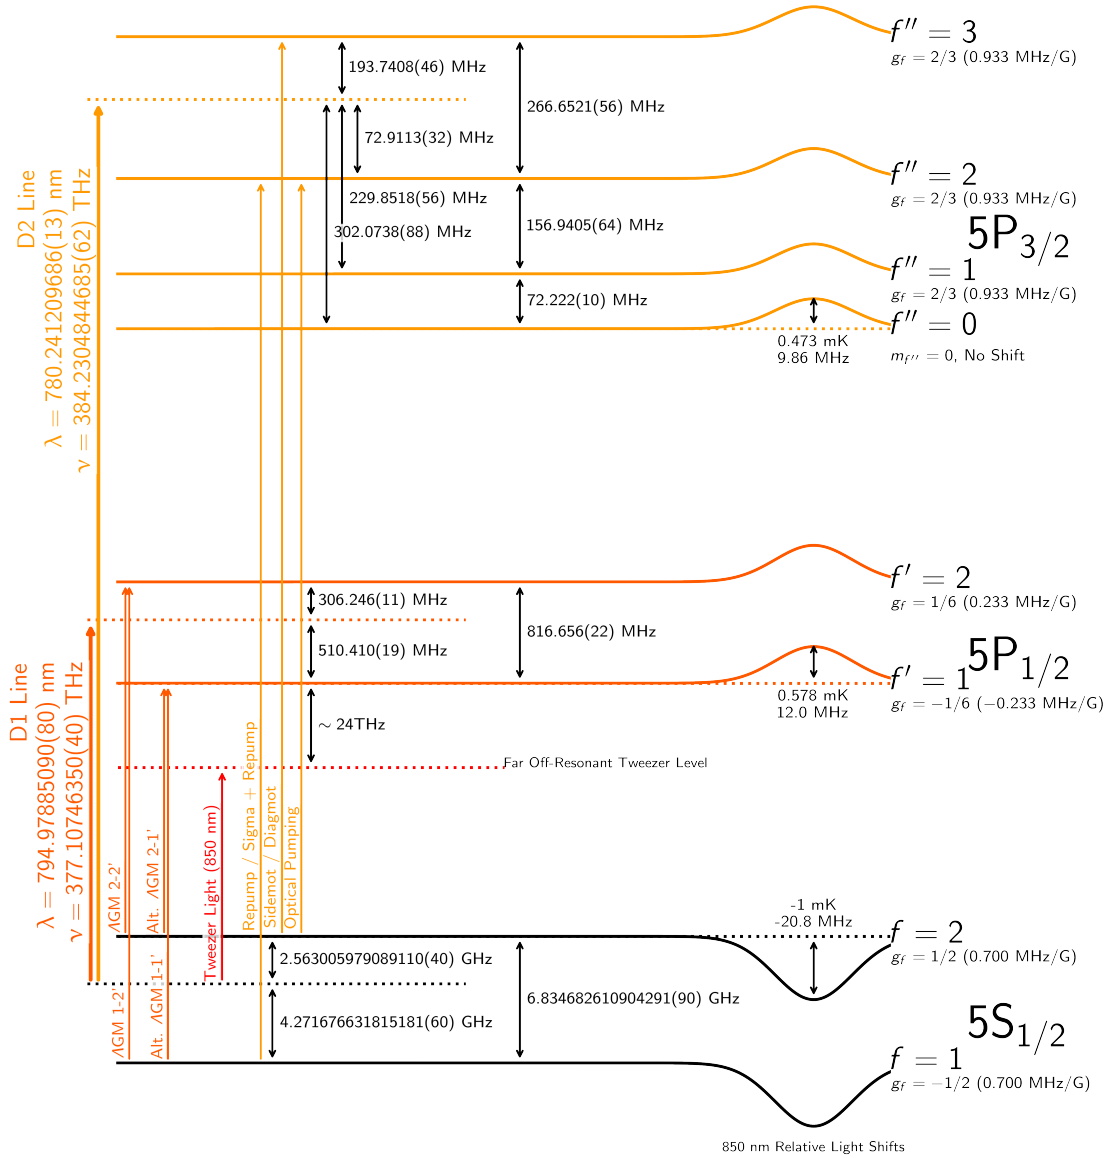 f′′ = 3
g_f = 2/3 (0.933 MHz/G)
193.7408(46) MHz
266.6521(56) MHz
72.9113(32) MHz
f′′ = 2
g_f = 2/3 (0.933 MHz/G)
229.8518(56) MHz
156.9405(64) MHz
302.0738(88) MHz
5P_{3/2}
f′′ = 1
g_f = 2/3 (0.933 MHz/G)
72.222(10) MHz
f′′ = 0
0.473 mK
9.86 MHz
m_{f′′} = 0, No Shift
D2 Line
λ = 780.241209686(13) nm
ν = 384.2304844685(62) THz
f′ = 2
g_f = 1/6 (0.233 MHz/G)
306.246(11) MHz
816.656(22) MHz
510.410(19) MHz
5P_{1/2}
f′ = 1
g_f = −1/6 (−0.233 MHz/G)
0.578 mK
12.0 MHz
∼ 24THz
Far Off-Resonant Tweezer Level
D1 Line
λ = 794.97885090(80) nm
ν = 377.10746350(40) THz
ΛGM 2-2'
Alt. ΛGM 2-1'
Tweezer Light (850 nm)
Repump / Sigma + Repump
Sidemot / Diagmot
Optical Pumping
-1 mK
-20.8 MHz
f = 2
g_f = 1/2 (0.700 MHz/G)
2.563005979089110(40) GHz
6.834682610904291(90) GHz
4.271676631815181(60) GHz
ΛGM 1-2'
Alt. ΛGM 1-1'
5S_{1/2}
f = 1
g_f = −1/2 (0.700 MHz/G)
850 nm Relative Light Shifts